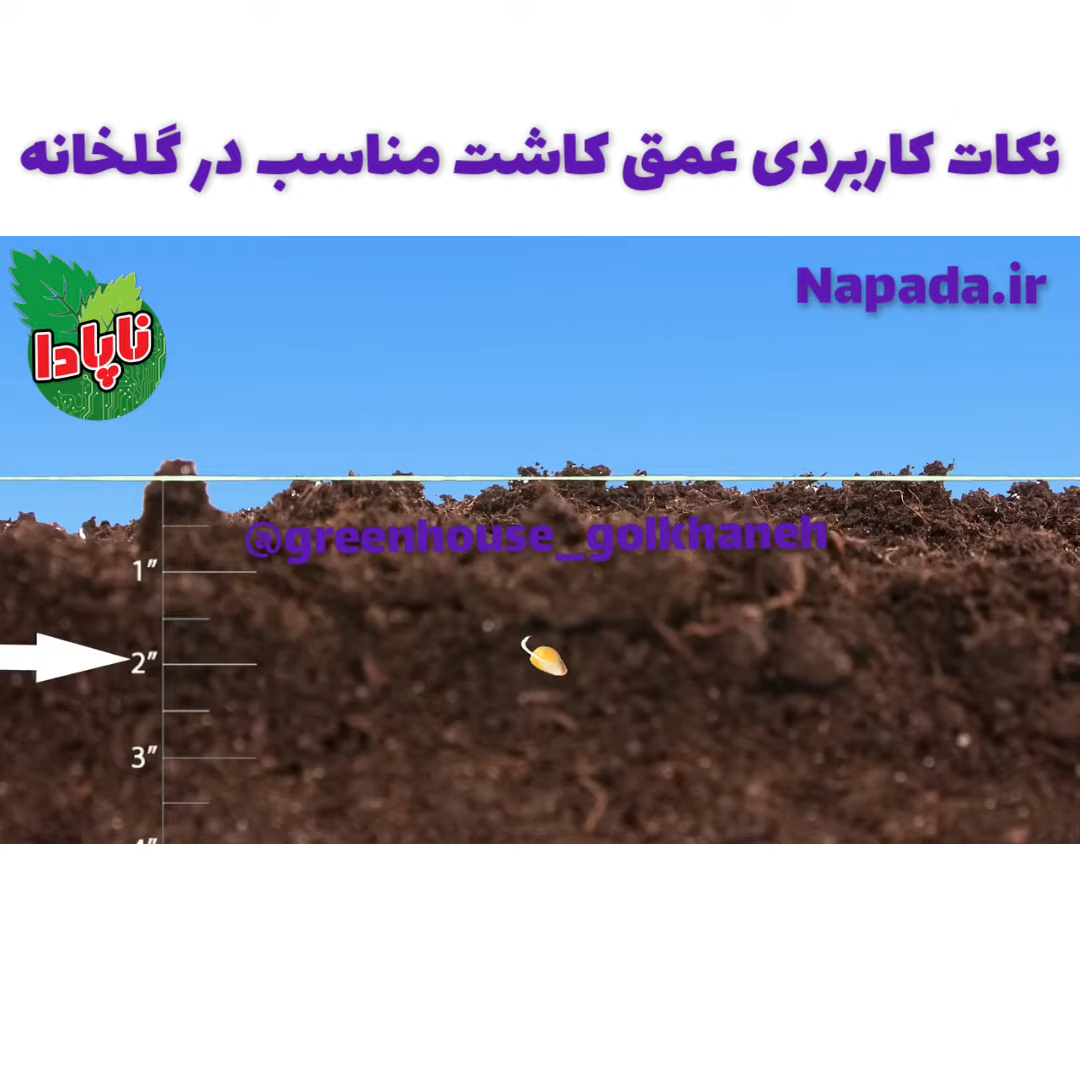 نکات کاربردی عمق کاشت مناسب در گلخانه
Napada.ir
ناپادا
@greenhouse_golkhaneh
1"
2"
3"